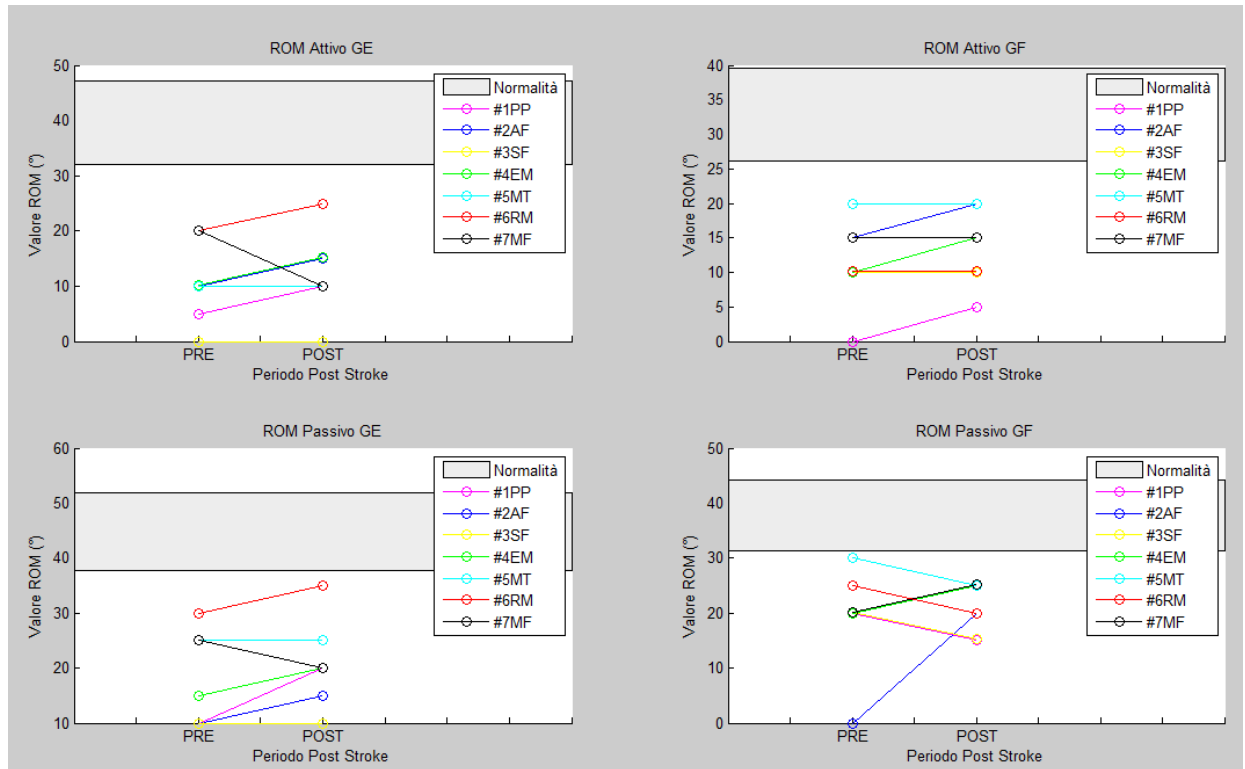 ROM Attivo GE
50
40
30
20
10
0
Valore ROM (°)
PRE POST
Periodo Post Stroke
Normalità
#1PP
#2AF
#3SF
#4EM
#5MT
#6RM
#7MF
ROM Attivo GF
40
35
30
25
20
15
10
5
0
Valore ROM (°)
PRE POST
Periodo Post Stroke
Normalità
#1PP
#2AF
#3SF
#4EM
#5MT
#6RM
#7MF
ROM Passivo GE
60
50
40
30
20
10
Valore ROM (°)
PRE POST
Periodo Post Stroke
Normalità
#1PP
#2AF
#3SF
#4EM
#5MT
#6RM
#7MF
ROM Passivo GF
50
40
30
20
10
0
Valore ROM (°)
PRE POST
Periodo Post Stroke
Normalità
#1PP
#2AF
#3SF
#4EM
#5MT
#6RM
#7MF